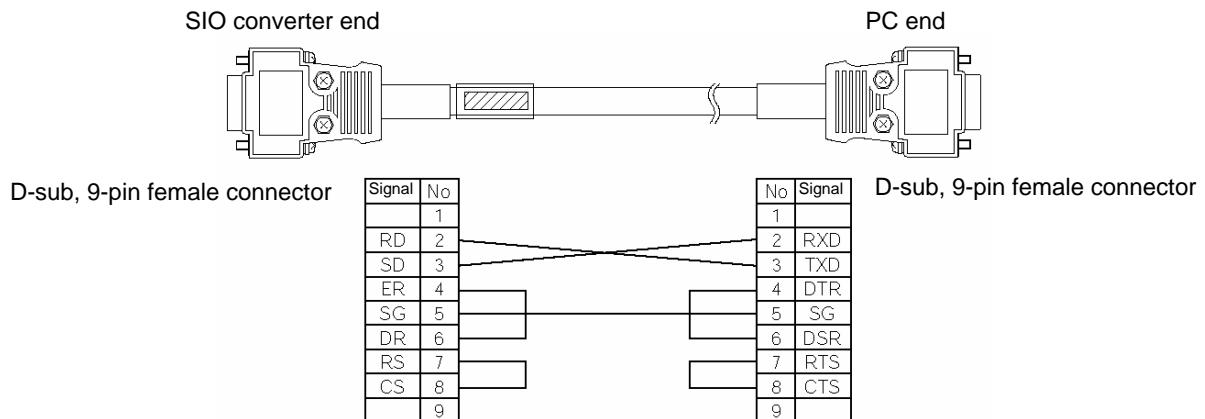 SIO converter end PC end
D-sub, 9-pin female connector
Signal No
1
RD 2
SD 3
ER 4
SG 5
DR 6
RS 7
CS 8
9
No Signal
1
2 RXD
3 TXD
4 DTR
5 SG
6 DSR
7 RTS
8 CTS
9
D-sub, 9-pin female connector